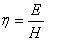 η = E/H